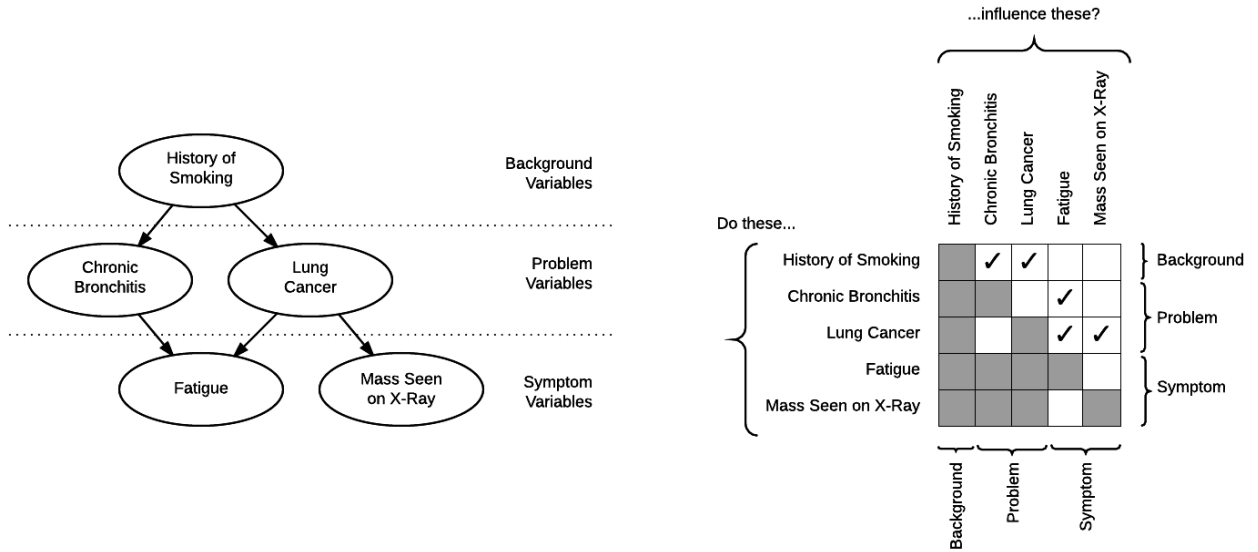 History of
Smoking
Background
Variables
Chronic
Bronchitis
Lung
Cancer
Problem
Variables
Fatigue
Mass Seen
on X-Ray
Symptom
Variables
...influence these?
History of Smoking
Chronic Bronchitis
Lung Cancer
Fatigue
Mass Seen on X-Ray
Do these...
History of Smoking
Chronic Bronchitis
Lung Cancer
Fatigue
Mass Seen on X-Ray
Background
Problem
Symptom
Background
Problem
Symptom